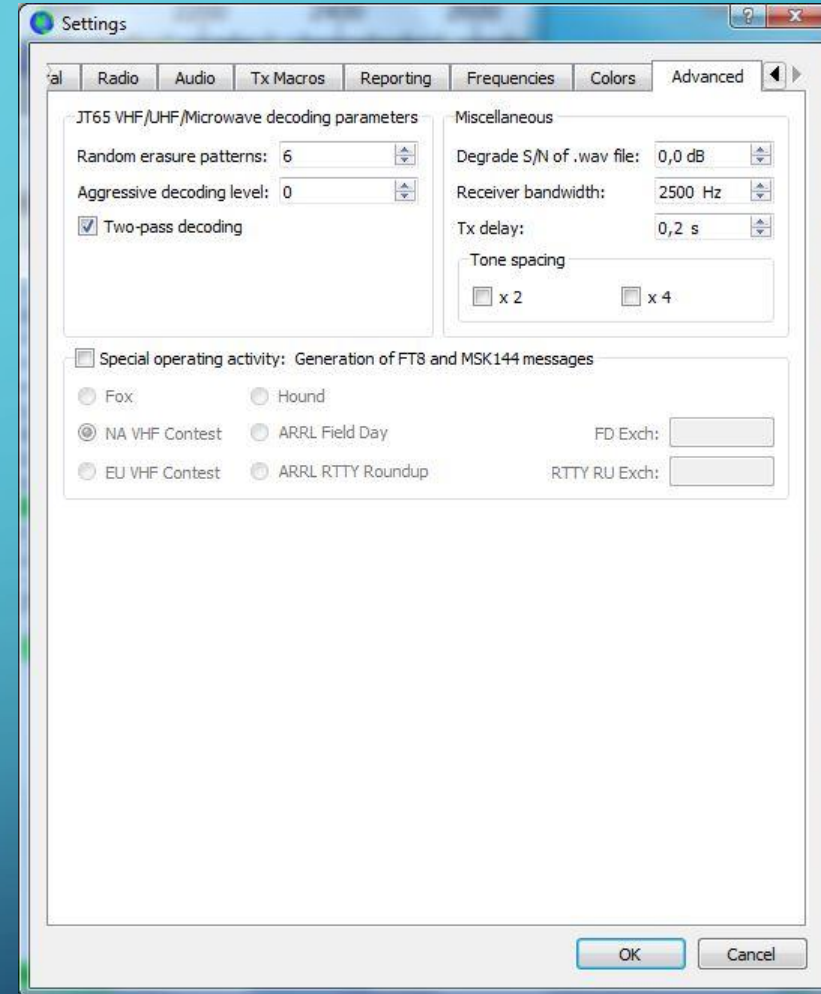 Settings
Radio Audio Tx Macros Reporting Frequencies Colors Advanced
JT65 VHF/UHF/Microwave decoding parameters
Random erasure patterns: 6
Aggressive decoding level: 0
Two-pass decoding
Miscellaneous
Degrade S/N of .wav file: 0,0 dB
Receiver bandwidth: 2500 Hz
Tx delay: 0,2 s
Tone spacing
x 2 x 4
Special operating activity: Generation of FT8 and MSK144 messages
Fox Hound
NA VHF Contest ARRL Field Day FD Exch:
EU VHF Contest ARRL RTTY Roundup RTTY RU Exch:
OK Cancel